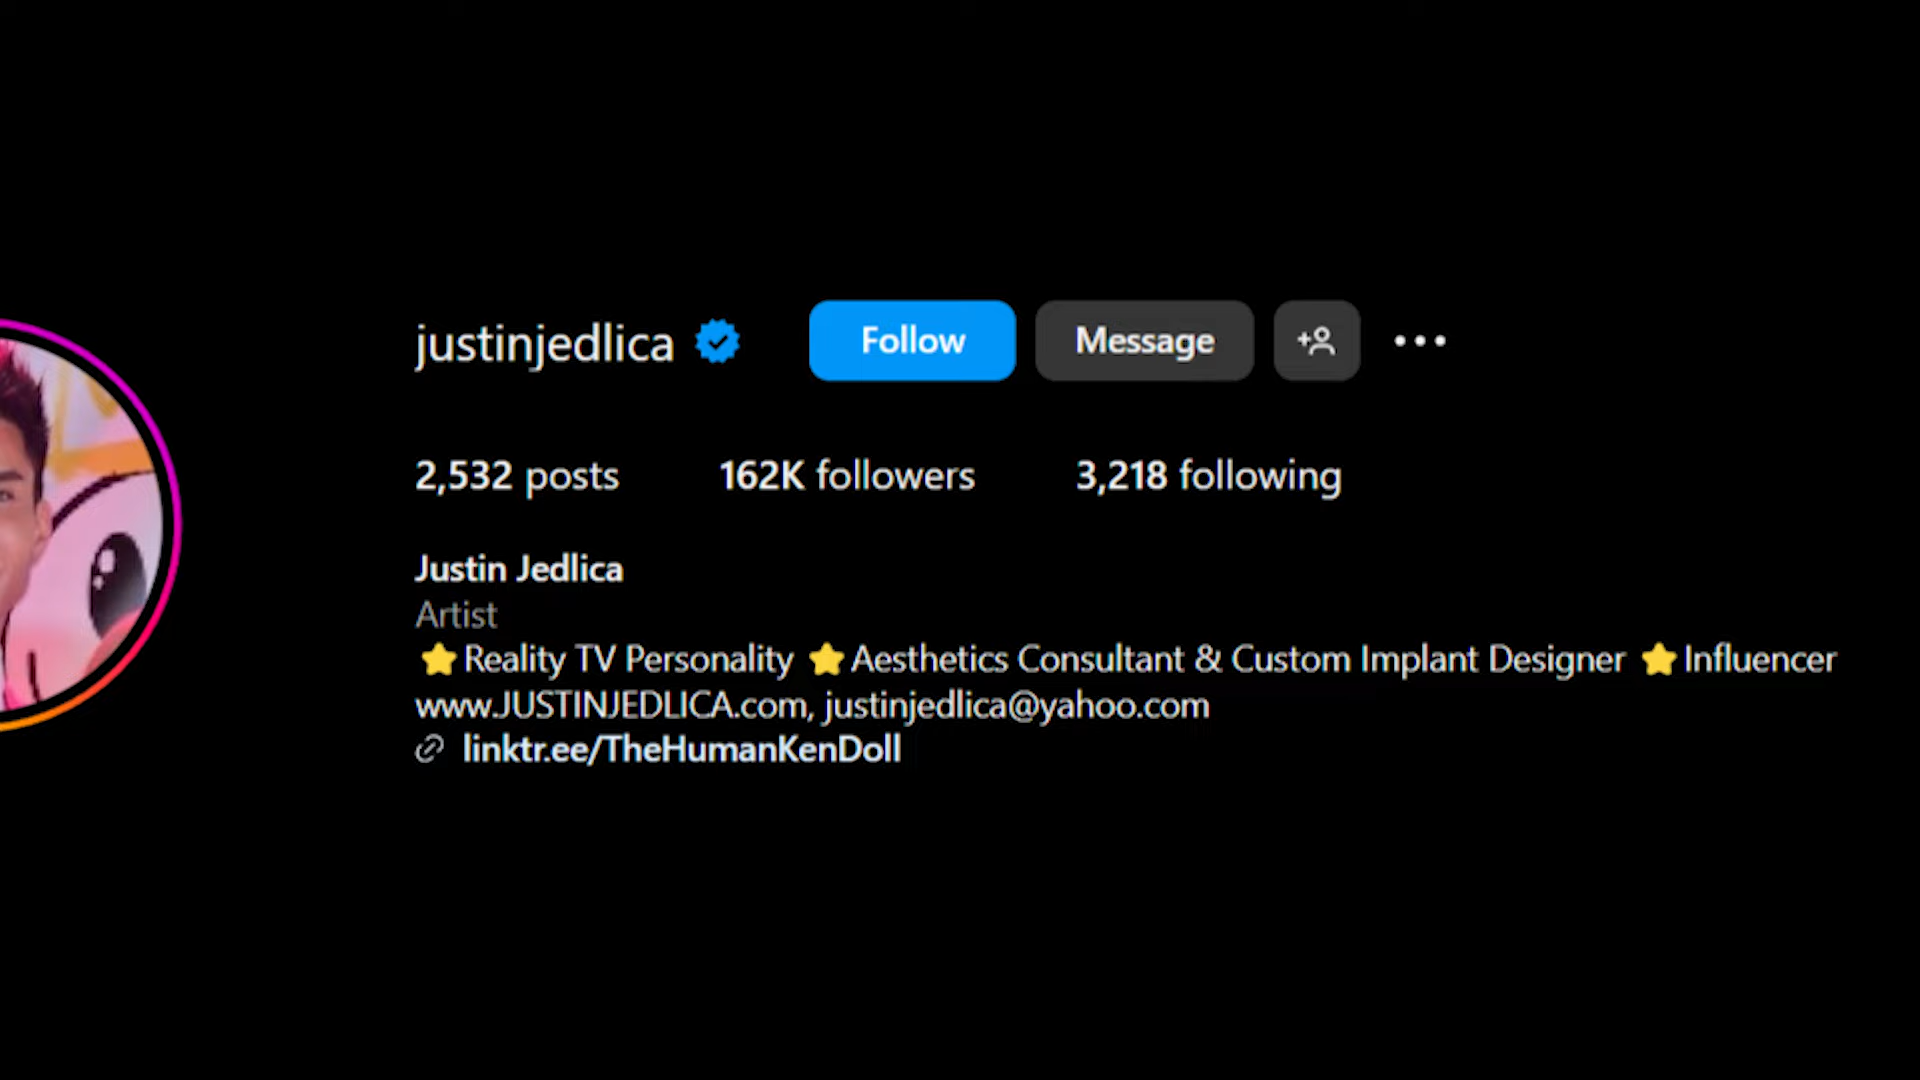 justinjedlica Follow Message
2,532 posts 162K followers 3,218 following
Justin Jedlica
Artist
⭐Reality TV Personality ⭐Aesthetics Consultant & Custom Implant Designer ⭐Influencer
www.JUSTINJEDLICA.com, justinjedlica@yahoo.com
linktr.ee/TheHumanKenDoll